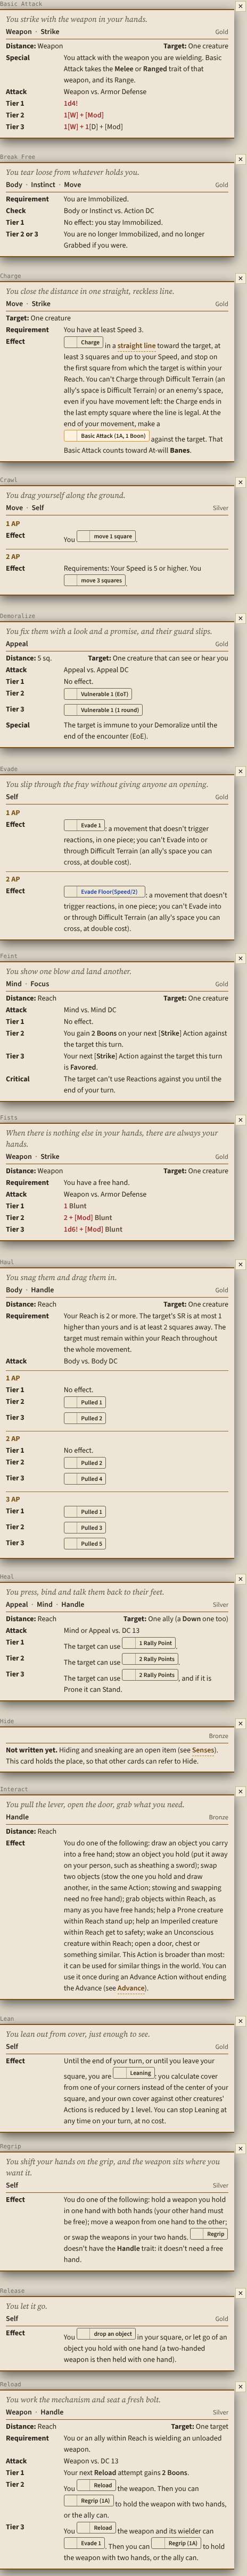 Basic Attack
You strike with the weapon in your hands.
Weapon · Strike Gold
Distance: Weapon Target: One creature
Special You attack with the weapon you are wielding. Basic
Attack takes the Melee or Ranged trait of that
weapon, and its Range.
Attack Weapon vs. Armor Defense
Tier 1 1d4!
Tier 2 1[W] + [Mod]
Tier 3 1[W] + 1[D] + [Mod]
Break Free
You tear loose from whatever holds you.
Body · Instinct · Move Gold
Requirement You are Immobilized.
Check Body or Instinct vs. Action DC
Tier 1 No effect: you stay Immobilized.
Tier 2 or 3 You are no longer Immobilized, and no longer
Grabbed if you were.
Charge
You close the distance in one straight, reckless line.
Move · Strike Gold
Target: One creature
Requirement You have at least Speed 3.
Effect Charge in a straight line toward the target, at
least 3 squares and up to your Speed, and stop on
the first square from which the target is within your
Reach. You can't Charge through Difficult Terrain (an
ally's space is Difficult Terrain) or an enemy's space,
even if you have movement left: the Charge ends in
the last empty square where the line is legal. At the
end of your movement, make a
Basic Attack (1A, 1 Boon) against the target. That
Basic Attack counts toward At-will Banes.
Crawl
You drag yourself along the ground.
Move · Self Silver
1 AP
Effect You move 1 square.
2 AP
Effect Requirements: Your Speed is 5 or higher. You
move 3 squares.
Demoralize
You fix them with a look and a promise, and their guard slips.
Appeal Gold
Distance: 5 sq. Target: One creature that can see or hear you
Attack Appeal vs. Appeal DC
Tier 1 No effect.
Tier 2 Vulnerable 1 (EoT)
Tier 3 Vulnerable 1 (1 round)
Special The target is immune to your Demoralize until the
end of the encounter (EoE).
Evade
You slip through the fray without giving anyone an opening.
Self Gold
1 AP
Effect Evade 1: a movement that doesn't trigger
reactions, in one piece; you can't Evade into or
through Difficult Terrain (an ally's space you can
cross, at double cost).
2 AP
Effect Evade Floor(Speed/2): a movement that doesn't
trigger reactions, in one piece; you can't Evade into
or through Difficult Terrain (an ally's space you can
cross, at double cost).
Feint
You show one blow and land another.
Mind · Focus Gold
Distance: Reach Target: One creature
Attack Mind vs. Mind DC
Tier 1 No effect.
Tier 2 You gain 2 Boons on your next [Strike] Action against
the target this turn.
Tier 3 Your next [Strike] Action against the target this turn
is Favored.
Critical The target can't use Reactions against you until the
end of your turn.
Fists
When there is nothing else in your hands, there are always your
hands.
Weapon · Strike Gold
Distance: Weapon Target: One creature
Requirement You have a free hand.
Attack Weapon vs. Armor Defense
Tier 1 1 Blunt
Tier 2 2 + [Mod] Blunt
Tier 3 1d6! + [Mod] Blunt
Haul
You snag them and drag them in.
Body · Handle Gold
Distance: Reach Target: One creature
Requirement Your Reach is 2 or more. The target's SR is at most 1
higher than yours and is at least 2 squares away. The
target must remain within your Reach throughout
the whole movement.
Attack Body vs. Body DC
1 AP
Tier 1 No effect.
Tier 2 Pulled 1
Tier 3 Pulled 2
2 AP
Tier 1 No effect.
Tier 2 Pulled 2
Tier 3 Pulled 4
3 AP
Tier 1 Pulled 1
Tier 2 Pulled 3
Tier 3 Pulled 5
Heal
You press, bind and talk them back to their feet.
Appeal · Mind · Handle Silver
Distance: Reach Target: One ally (a Down one too)
Attack Mind or Appeal vs. DC 13
Tier 1 The target can use 1 Rally Point.
Tier 2 The target can use 2 Rally Points.
Tier 3 The target can use 2 Rally Points, and if it is
Prone it can Stand.
Hide
Bronze
Not written yet. Hiding and sneaking are an open item (see Senses).
This card holds the place, so that other cards can refer to Hide.
Interact
You pull the lever, open the door, grab what you need.
Handle Bronze
Distance: Reach
Effect You do one of the following: draw an object you carry
into a free hand; stow an object you hold (put it away
on your person, such as sheathing a sword); swap
two objects (stow the one you hold and draw
another, in the same Action; stowing and swapping
need no free hand); grab objects within Reach, as
many as you have free hands; help a Prone creature
within Reach stand up; help an Imperiled creature
within Reach get to safety; wake an Unconscious
creature within Reach; open a door, chest or
something similar. This Action is broader than most:
it can be used for similar things in the world. You can
use it once during an Advance Action without ending
the Advance (see Advance).
Lean
You lean out from cover, just enough to see.
Self Gold
Effect Until the end of your turn, or until you leave your
square, you are Leaning: you calculate cover
from one of your corners instead of the center of your
square, and your own cover against other creatures'
Actions is reduced by 1 level. You can stop Leaning at
any time on your turn, at no cost.
Regrip
You shift your hands on the grip, and the weapon sits where you
want it.
Self Silver
Effect You do one of the following: hold a weapon you hold
in one hand with both hands (your other hand must
be free); move a weapon from one hand to the other;
or swap the weapons in your two hands. Regrip
doesn't have the Handle trait: it doesn't need a free
hand.
Release
You let it go.
Self Gold
Effect You drop an object in your square, or let go of an
object you hold with one hand (a two-handed
weapon is then held with one hand).
Reload
You work the mechanism and seat a fresh bolt.
Weapon · Handle Silver
Distance: Reach Target: One target
Requirement You or an ally within Reach is wielding an unloaded
weapon.
Attack Weapon vs. DC 13
Tier 1 Your next Reload attempt gains 2 Boons.
Tier 2 You Reload the weapon. Then you can
Regrip (1A) to hold the weapon with two hands,
or the ally can.
Tier 3 You Reload the weapon and its wielder can
Evade 1. Then you can Regrip (1A) to hold
the weapon with two hands, or the ally can.